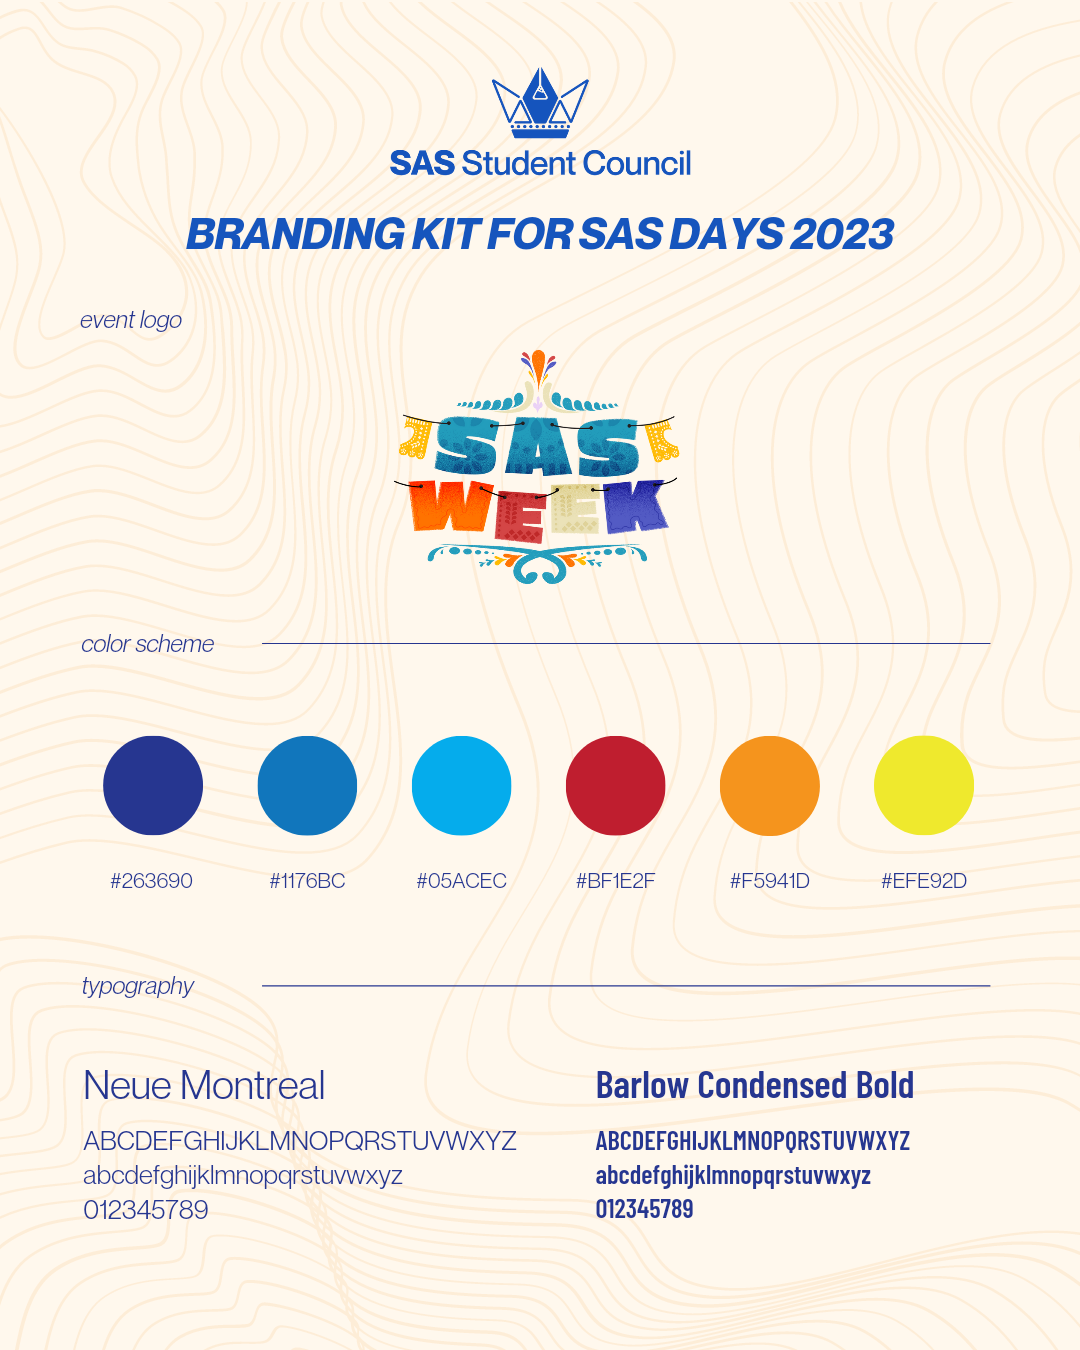 SAS Student Council
BRANDING KIT FOR SAS DAYS 2023
event logo
SAS
WEEK
color scheme
#263690
#1176BC
#05ACEC
#BF1E2F
#F5941D
#EFE92D
typography
Neue Montreal
ABCDEFGHIJKLMNOPQRSTUVWXYZ
abcdefghijklmnopqrstuvwxyz
012345789
Barlow Condensed Bold
ABCDEFGHIJKLMNOPQRSTUVWXYZ
abcdefghijklmnopqrstuvwxyz
012345789